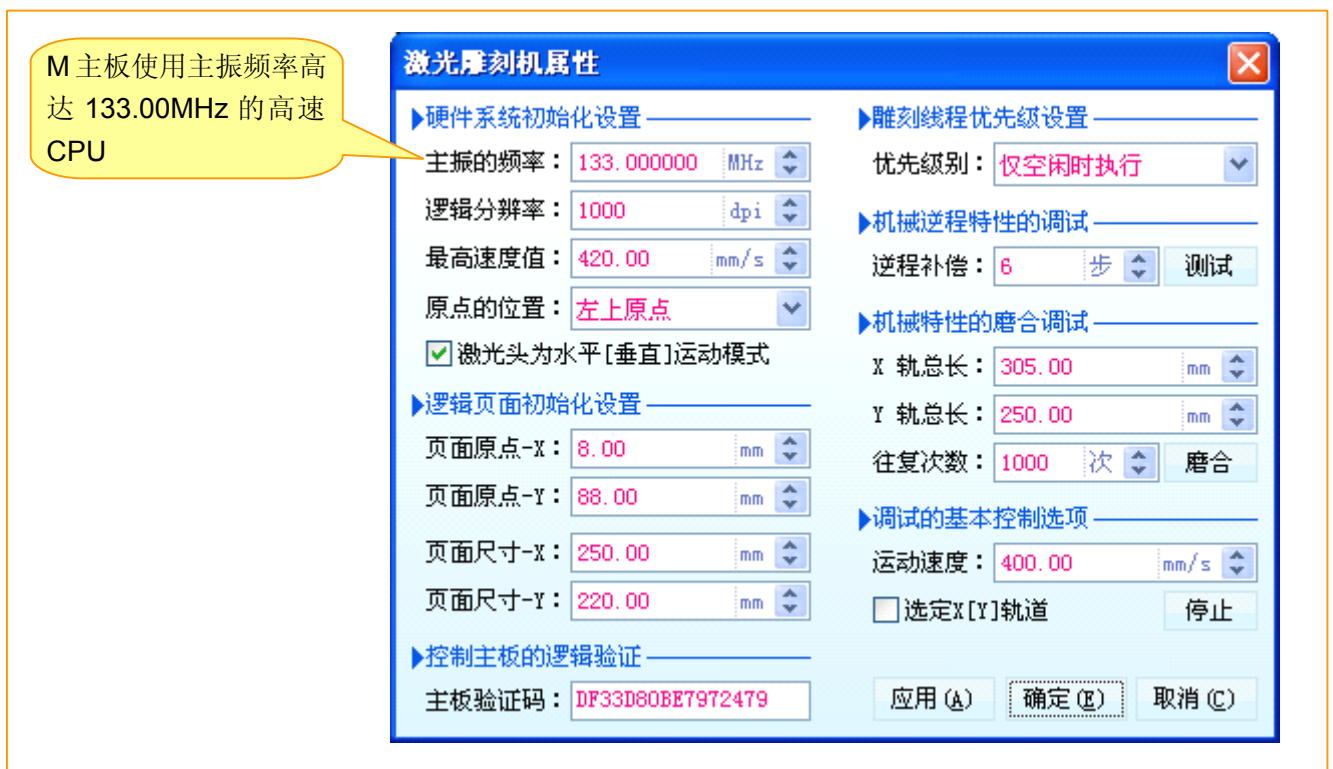 M 主板使用主振频率高
达 133.00MHz 的高速
CPU
激光雕刻机属性
硬件系统初始化设置
主振的频率： 133.000000 MHz
逻辑分辨率： 1000 dpi
最高速度值： 420.00 mm/s
原点的位置： 左上原点
激光头为水平[垂直]运动模式
逻辑页面初始化设置
页面原点-X： 8.00 mm
页面原点-Y： 88.00 mm
页面尺寸-X： 250.00 mm
页面尺寸-Y： 220.00 mm
控制主板的逻辑验证
主板验证码： DF33D80BE7972479
雕刻线程优先级设置
优先级别： 仅空闲时执行
机械逆程特性的调试
逆程补偿： 6 步 测试
机械特性的磨合调试
X 轨总长： 305.00 mm
Y 轨总长： 250.00 mm
往复次数： 1000 次 磨合
调试的基本控制选项
运动速度： 400.00 mm/s
选定X[Y]轨道 停止
应用(A) 确定(E) 取消(C)